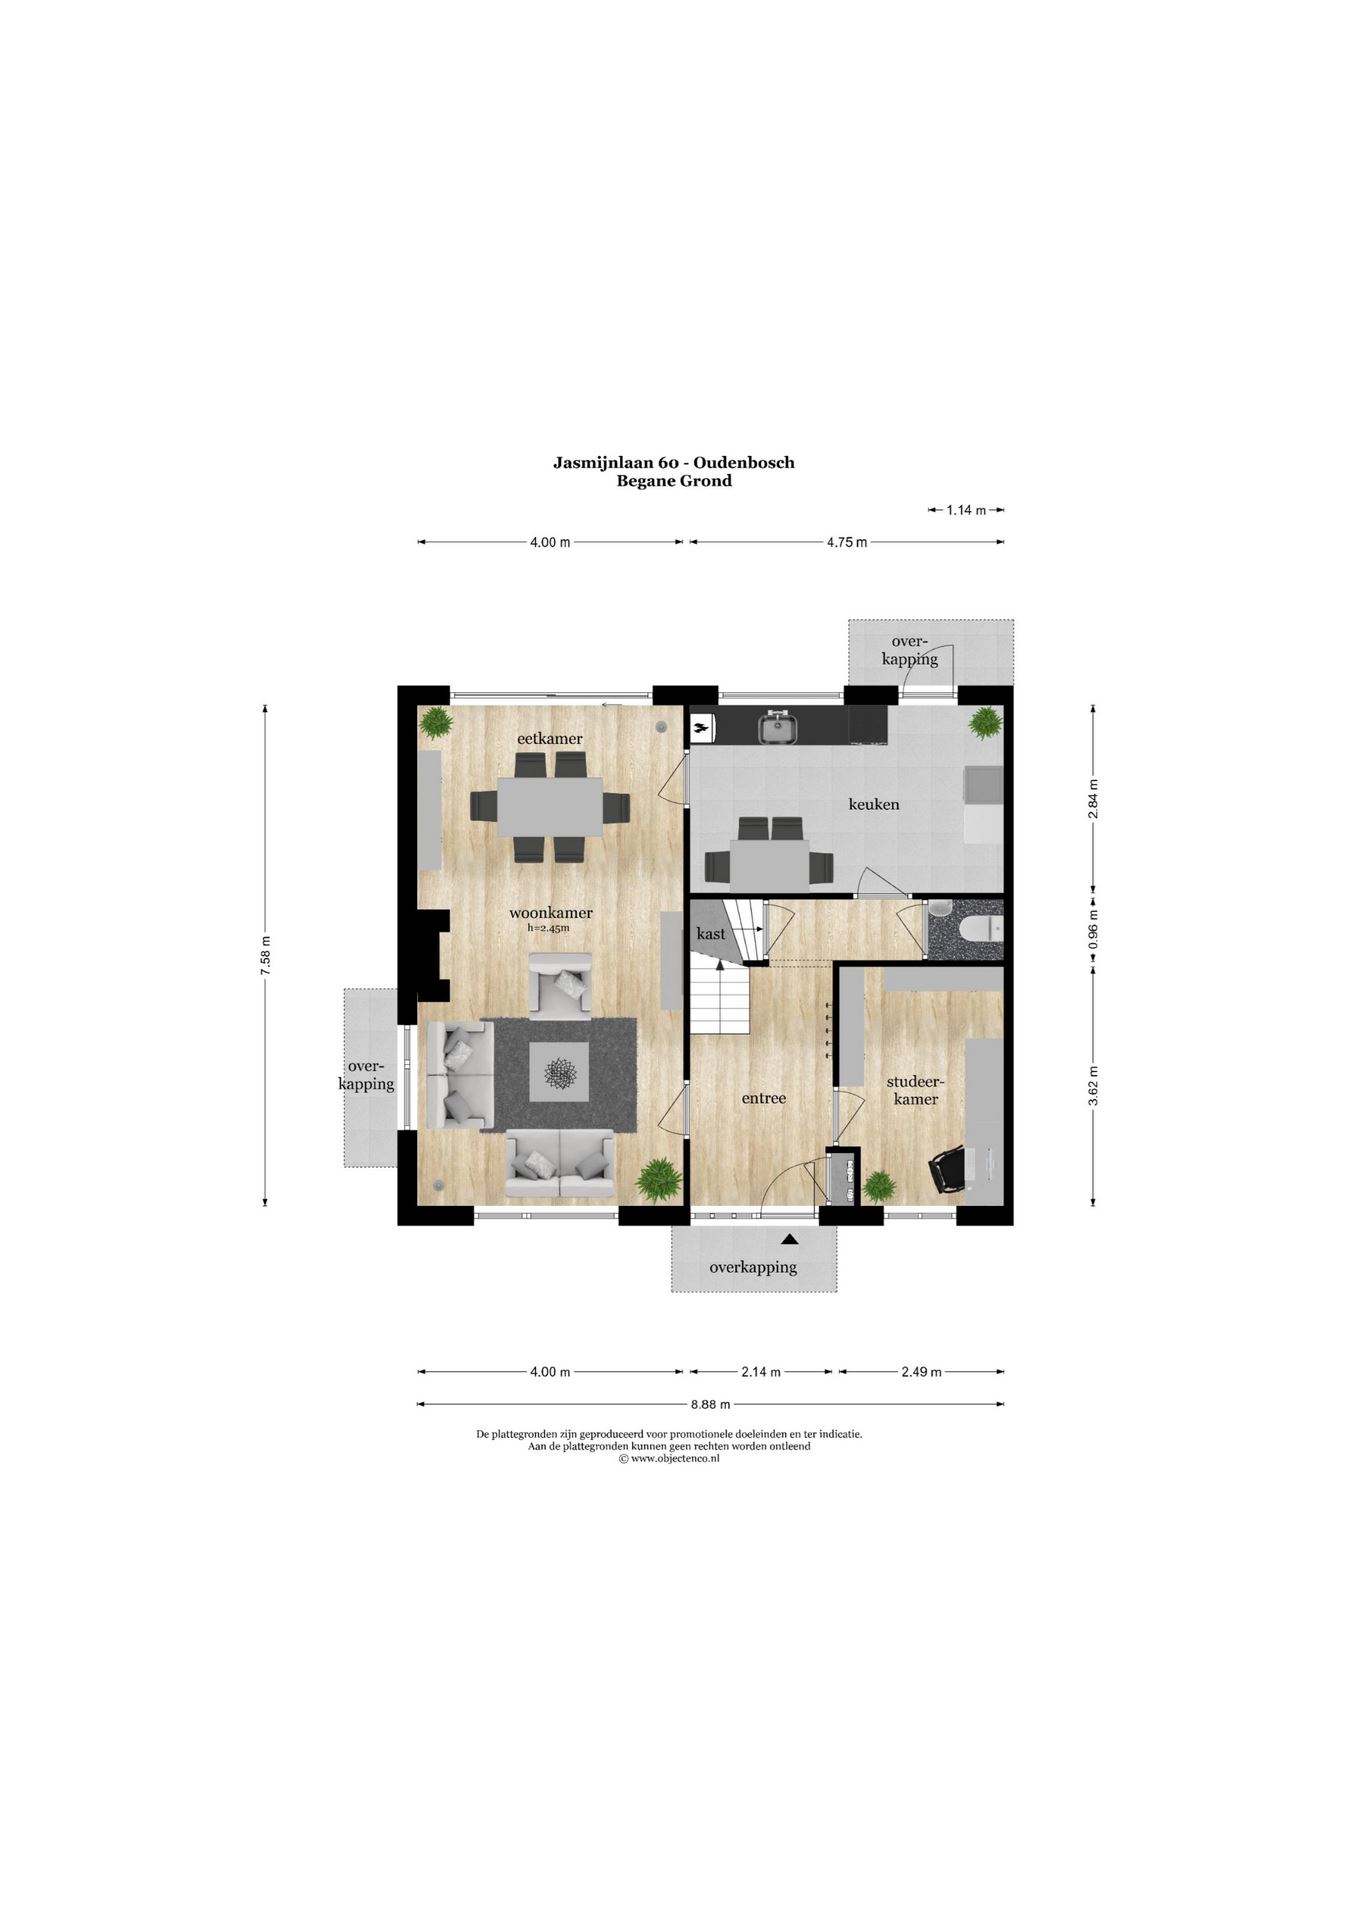 Jasmijnlaan 60 - Oudenbosch
Begane Grond
1.14 m
4.00 m
4.75 m
over-
kapping
eetkamer
keuken
2.84 m
woonkamer
h=2.45m
kast
0.96 m
7.58 m
over-
kapping
studeer-
kamer
entree
3.62 m
overkapping
4.00 m
2.14 m
2.49 m
8.88 m
De plattegronden zijn geproduceerd voor promotionele doeleinden en ter indicatie.
Aan de plattegronden kunnen geen rechten worden ontleend
© www.objectenco.nl